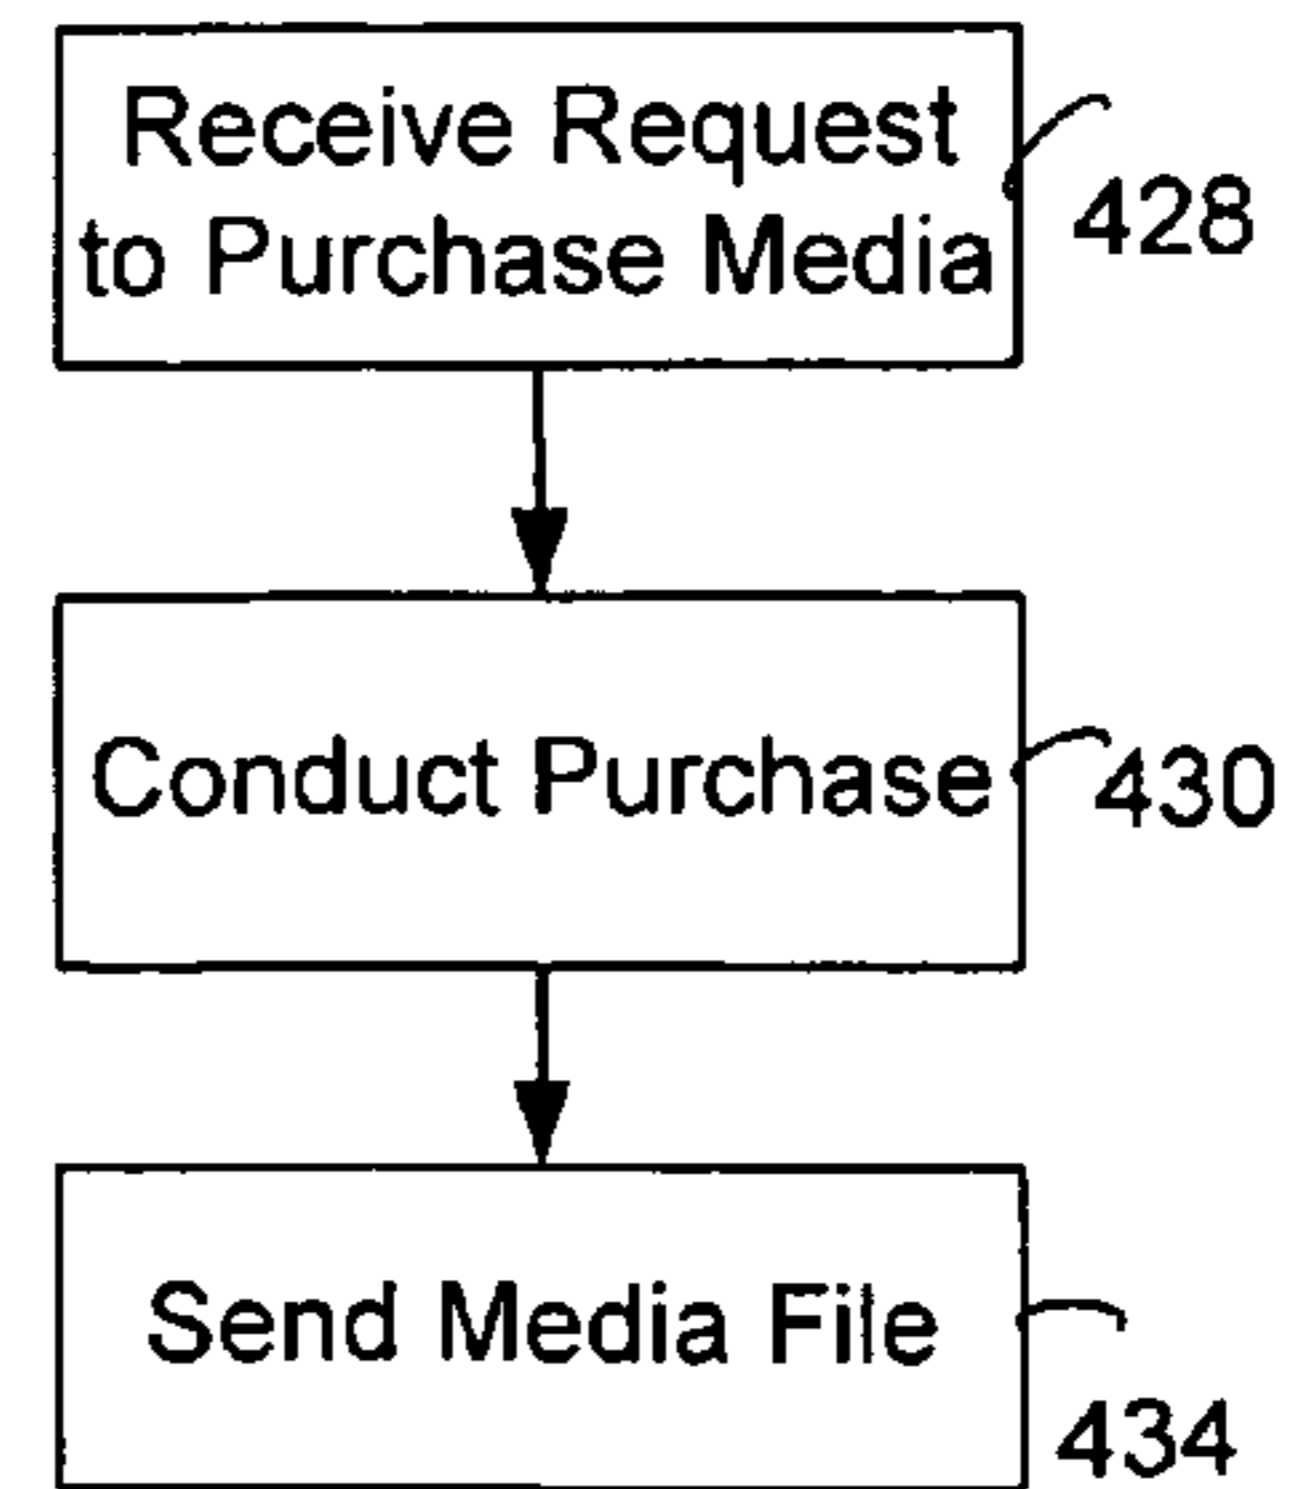 Receive Request
to Purchase Media
428
Conduct Purchase
430
Send Media File
434